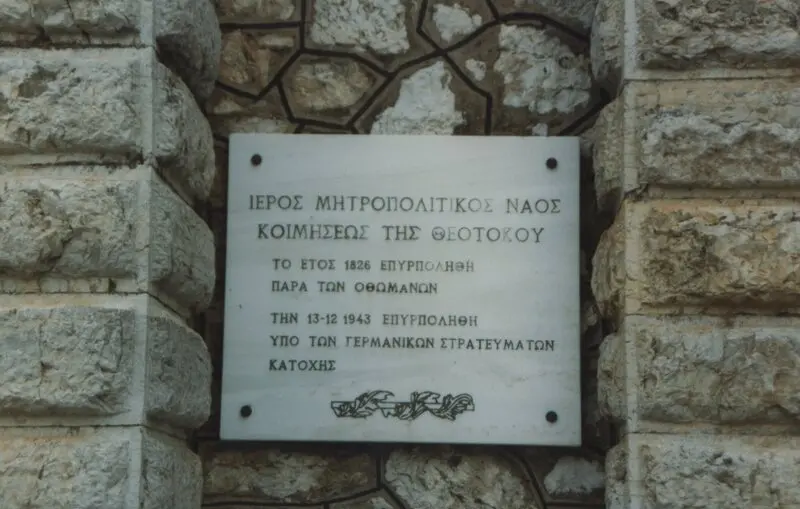 ΙΕΡΟΣ ΜΗΤΡΟΠΟΛΙΤΙΚΟΣ ΝΑΟΣ
ΚΟΙΜΗΣΕΩΣ ΤΗΣ ΘΕΟΤΟΚΟΥ
ΤΟ ΕΤΟΣ 1826 ΕΠΥΡΠΟΛΗΘΗ
ΠΑΡΑ ΤΩΝ ΟΘΩΜΑΝΩΝ
ΤΗΝ 13-12 1943 ΕΠΥΡΠΟΛΗΘΗ
ΥΠΟ ΤΩΝ ΓΕΡΜΑΝΙΚΩΝ ΣΤΡΑΤΕΥΜΑΤΩΝ
ΚΑΤΟΧΗΣ